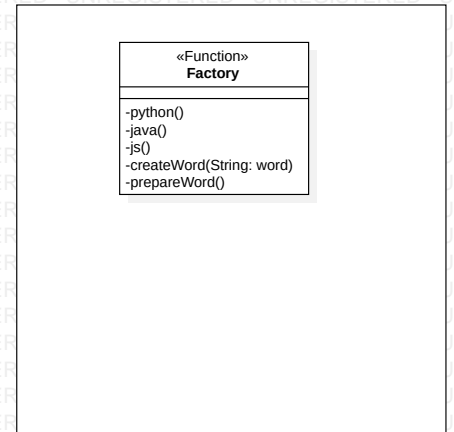 «Function»
Factory
-python()
-java()
-js()
-createWord(String: word)
-prepareWord()